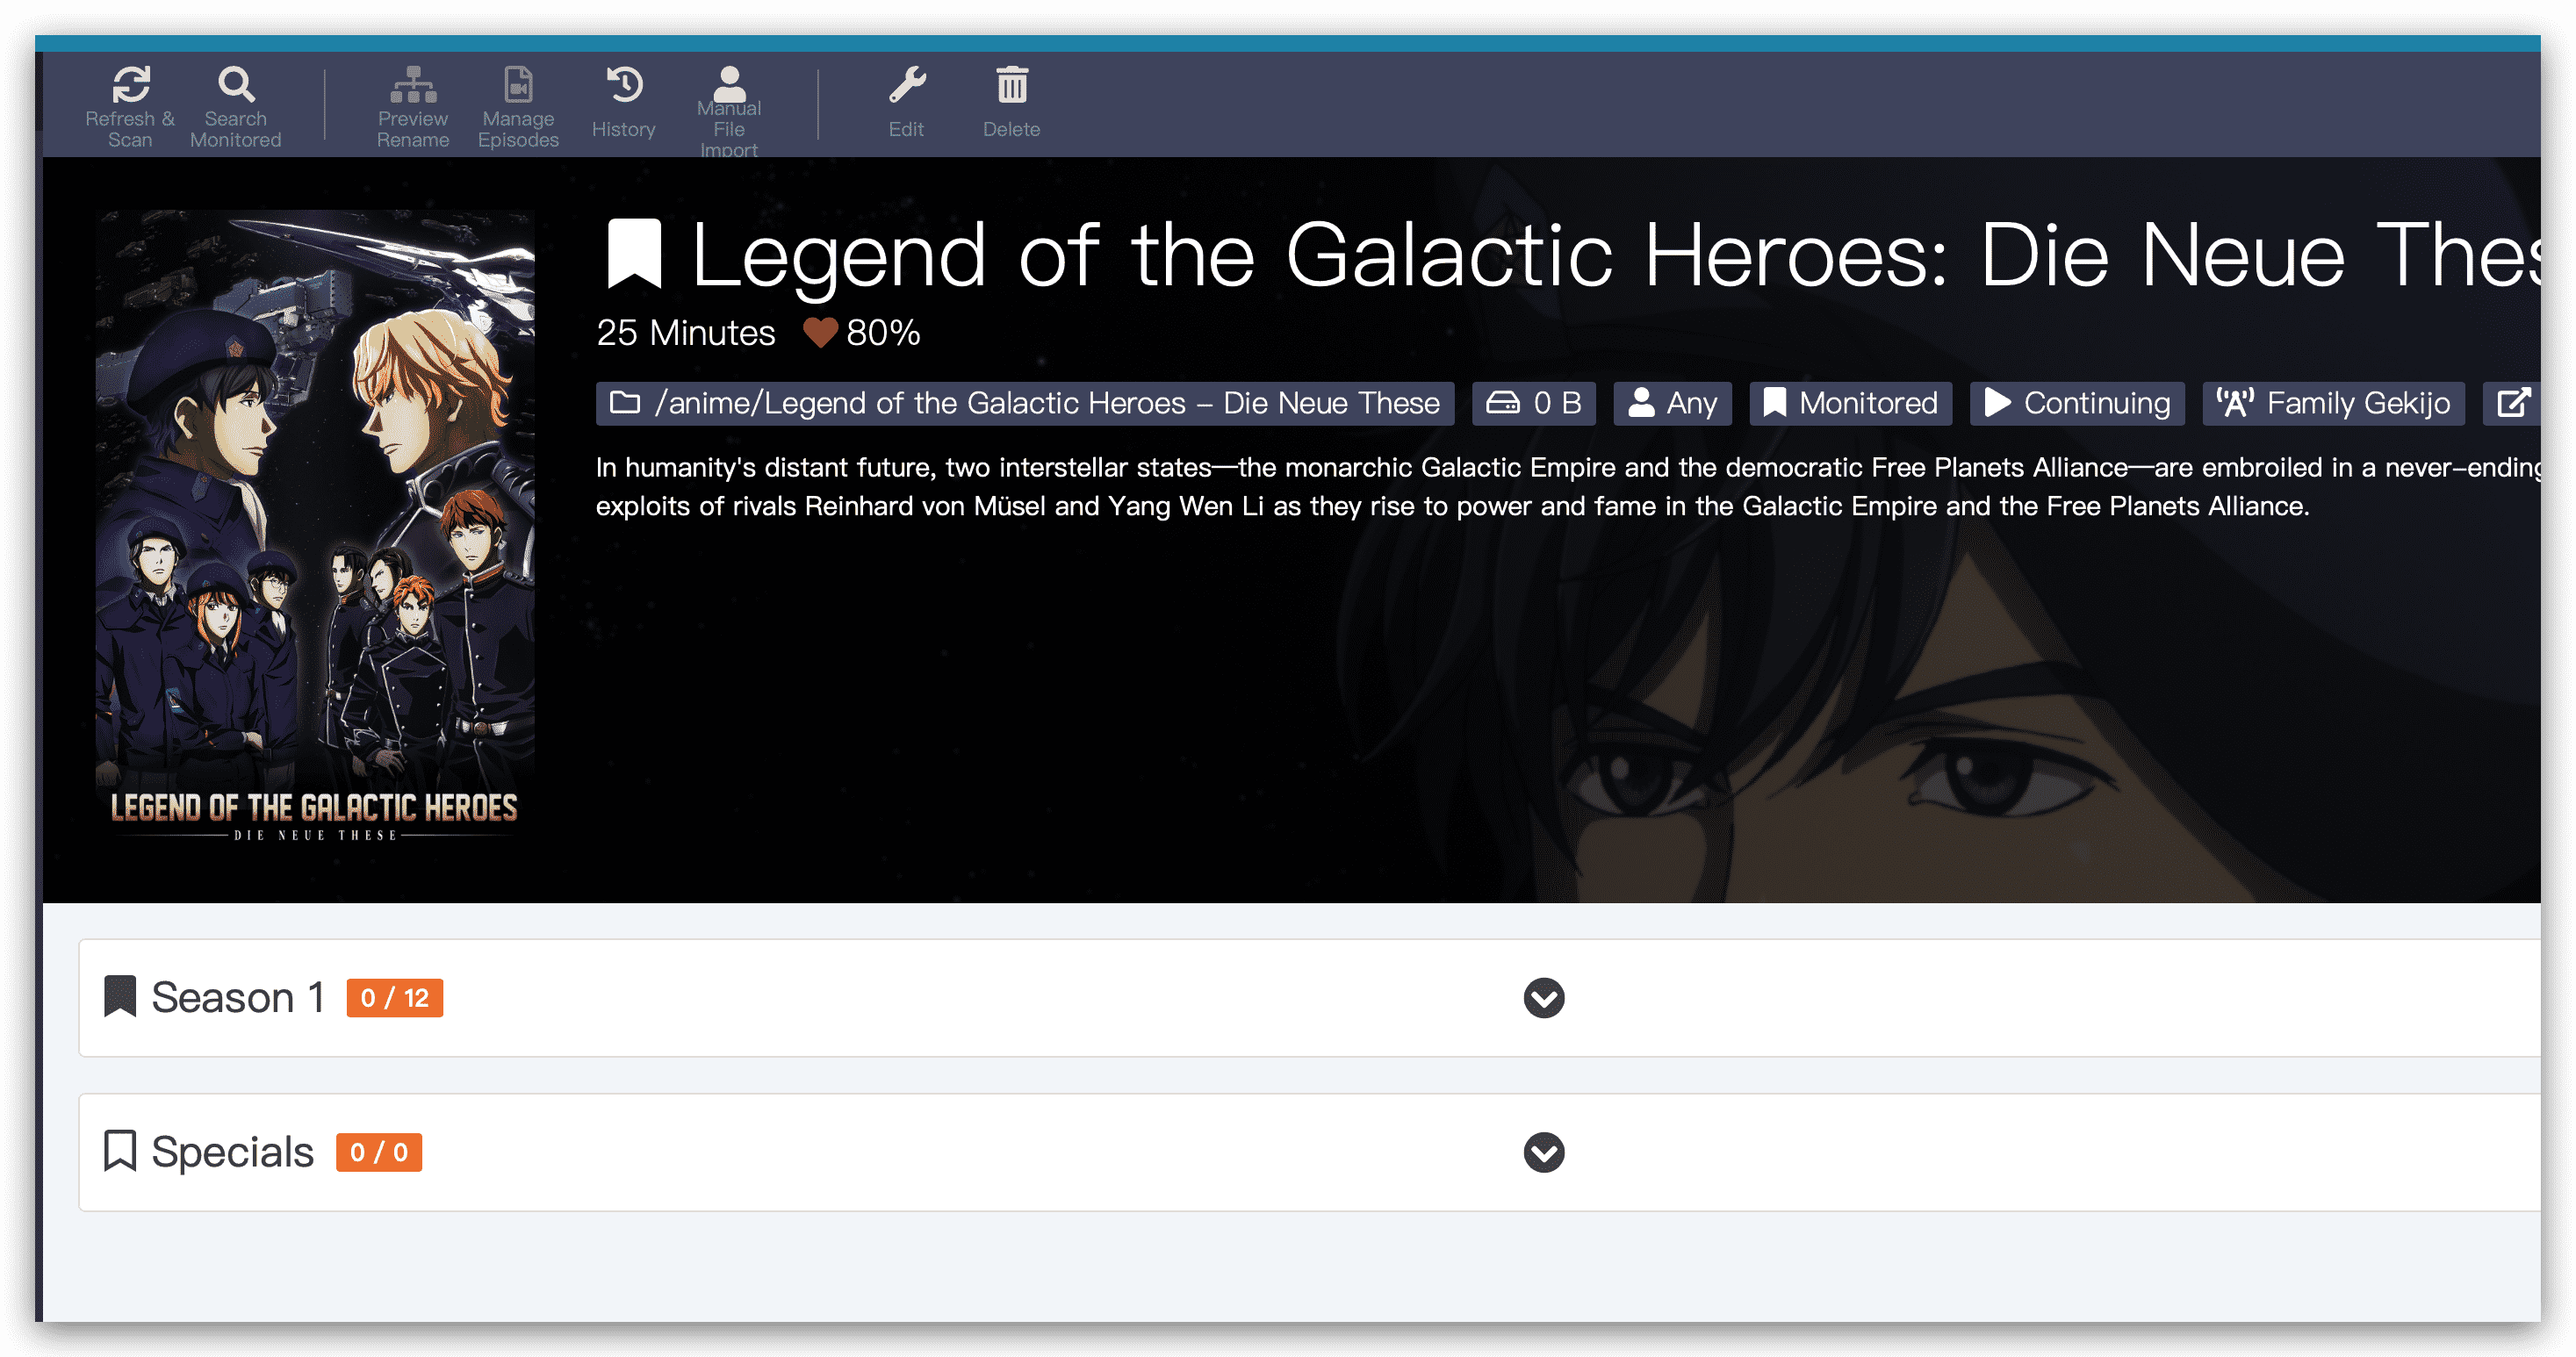 Refresh &
Scan
Search
Monitored
Preview
Rename
Manage
Episodes
History
Manual
File
Import
Edit
Delete
Legend of the Galactic Heroes: Die Neue Thes
25 Minutes 80%
/anime/Legend of the Galactic Heroes - Die Neue These 0 B Any Monitored Continuing Family Gekijo
In humanity's distant future, two interstellar states—the monarchic Galactic Empire and the democratic Free Planets Alliance—are embroiled in a never-ending
exploits of rivals Reinhard von Müsel and Yang Wen Li as they rise to power and fame in the Galactic Empire and the Free Planets Alliance.
LEGEND OF THE GALACTIC HEROES
DIE NEUE THESE
Season 1 0 / 12
Specials 0 / 0